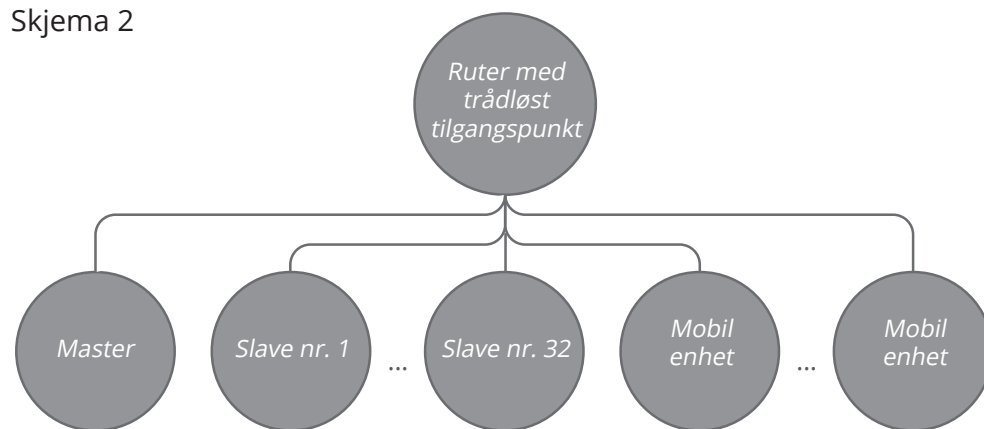 Skjema 2
Ruter med
trådløst
tilgangspunkt
Master
Slave nr. 1
...
Slave nr. 32
Mobil
enhet
...
Mobil
enhet